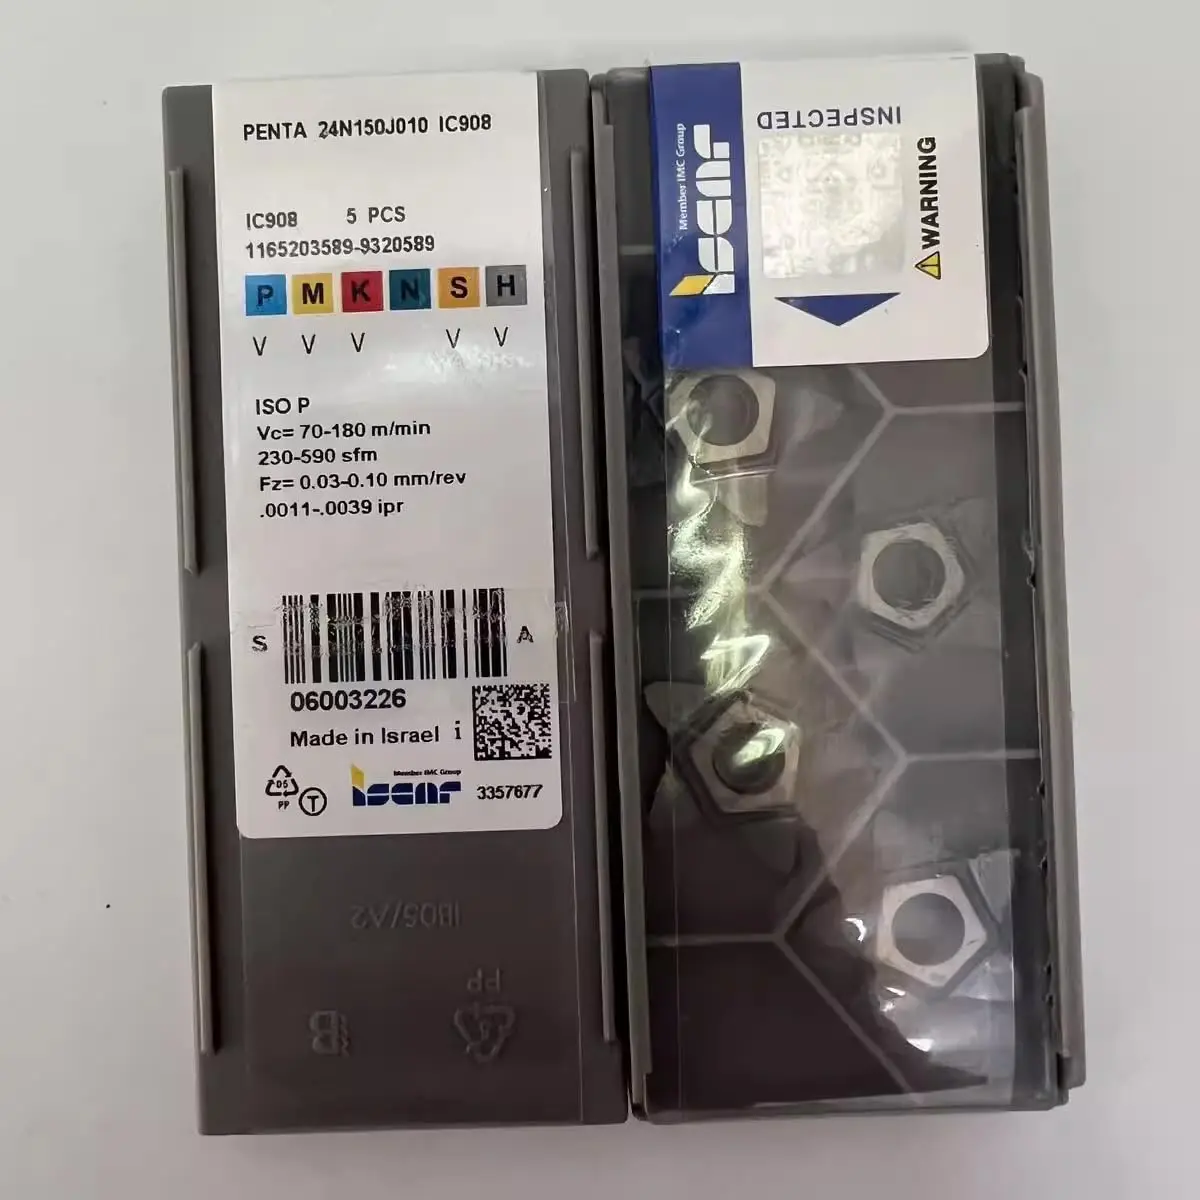 PENTA 24N150J010 IC908
IC908 5 PCS
1165203589-9320589
P M K N S H
V V V V V
ISO P
Vc= 70-180 m/min
230-590 sfm
Fz= 0.03-0.10 mm/rev
.0011-.0039 ipr
S A
06003226
Made in Israel i
05
PP
T
Member IMC Group
iscar
3357677
IB05/A2
PP
B
INSPECTED
WARNING
Member IMC Group
iscar